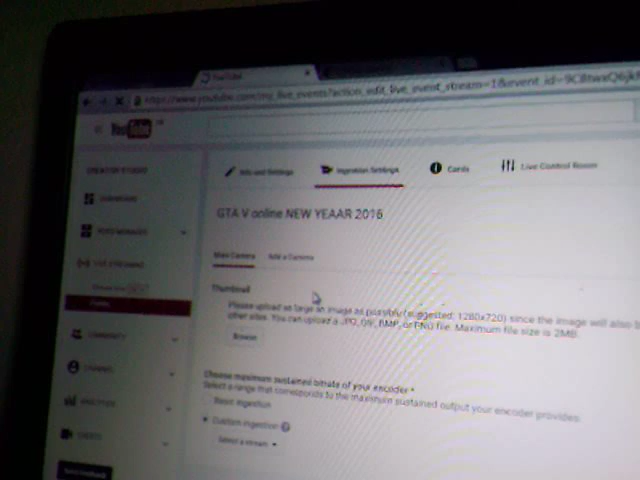 YouTube
https://www.youtube.com/my_live_events?action_edit_live_event_stream=1&event_id=9C8twxQ6jk
YouTube
CREATOR STUDIO
Info and Settings
Ingestion Settings
Cards
Live Control Room
DASHBOARD
VIDEO MANAGER
GTA V online NEW YEAAR 2016
LIVE STREAMING
Main Camera
Add a Camera
Events
Thumbnail
Please upload as large an image as possible (suggested: 1280x720) since the image will also b
other sites. You can upload a JPG, GIF, BMP, or PNG file. Maximum file size is 2MB.
Browse
COMMUNITY
CHANNEL
Choose maximum sustained bitrate of your encoder *
Select a range that corresponds to the maximum sustained output your encoder provides.
Basic ingestion
ANALYTICS
Custom ingestion ?
CREATE
Select a stream
Send feedback